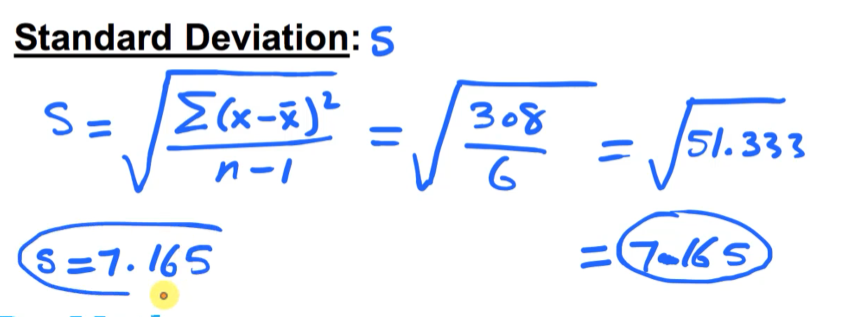 Standard Deviation: S
S = √(Σ(x-x̄)² / n-1) = √(308 / 6) = √51.333
S = 7.165 = 7.165